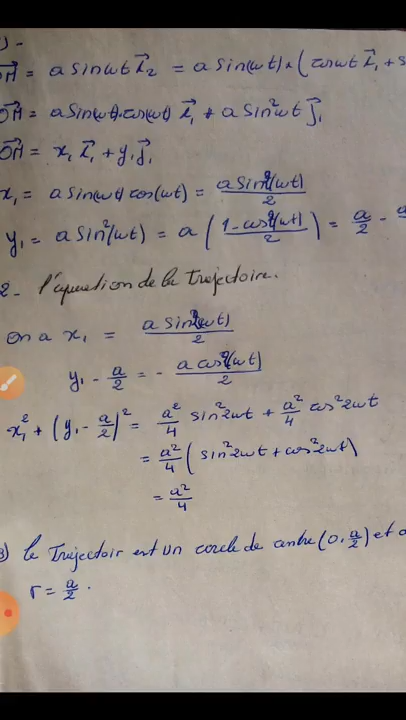 1) -
OM = a sinωt i₂ = a sin(ωt) × ( cosωt i₁ + s
OM = a sin(ωt).cos(ωt) i₁ + a sin²ωt j₁
OM = x₁ i₁ + y₁ j₁
x₁ = a sin(ωt) cos(ωt) = a sin2(ωt) / 2
y₁ = a sin²(ωt) = a ( 1 - cos2(ωt) / 2 ) = a/2 -
2 - l'équation de la Trajectoire.
on a x₁ = a sin2(ωt) / 2
y₁ - a/2 = - a cos2(ωt) / 2
x₁² + (y₁ - a/2)² = a²/4 sin²2ωt + a²/4 cos²2ωt
= a²/4 ( sin²2ωt + cos²2ωt )
= a²/4
3) le Trajectoir est un cercle de centre (0, a/2) et
r = a/2 .